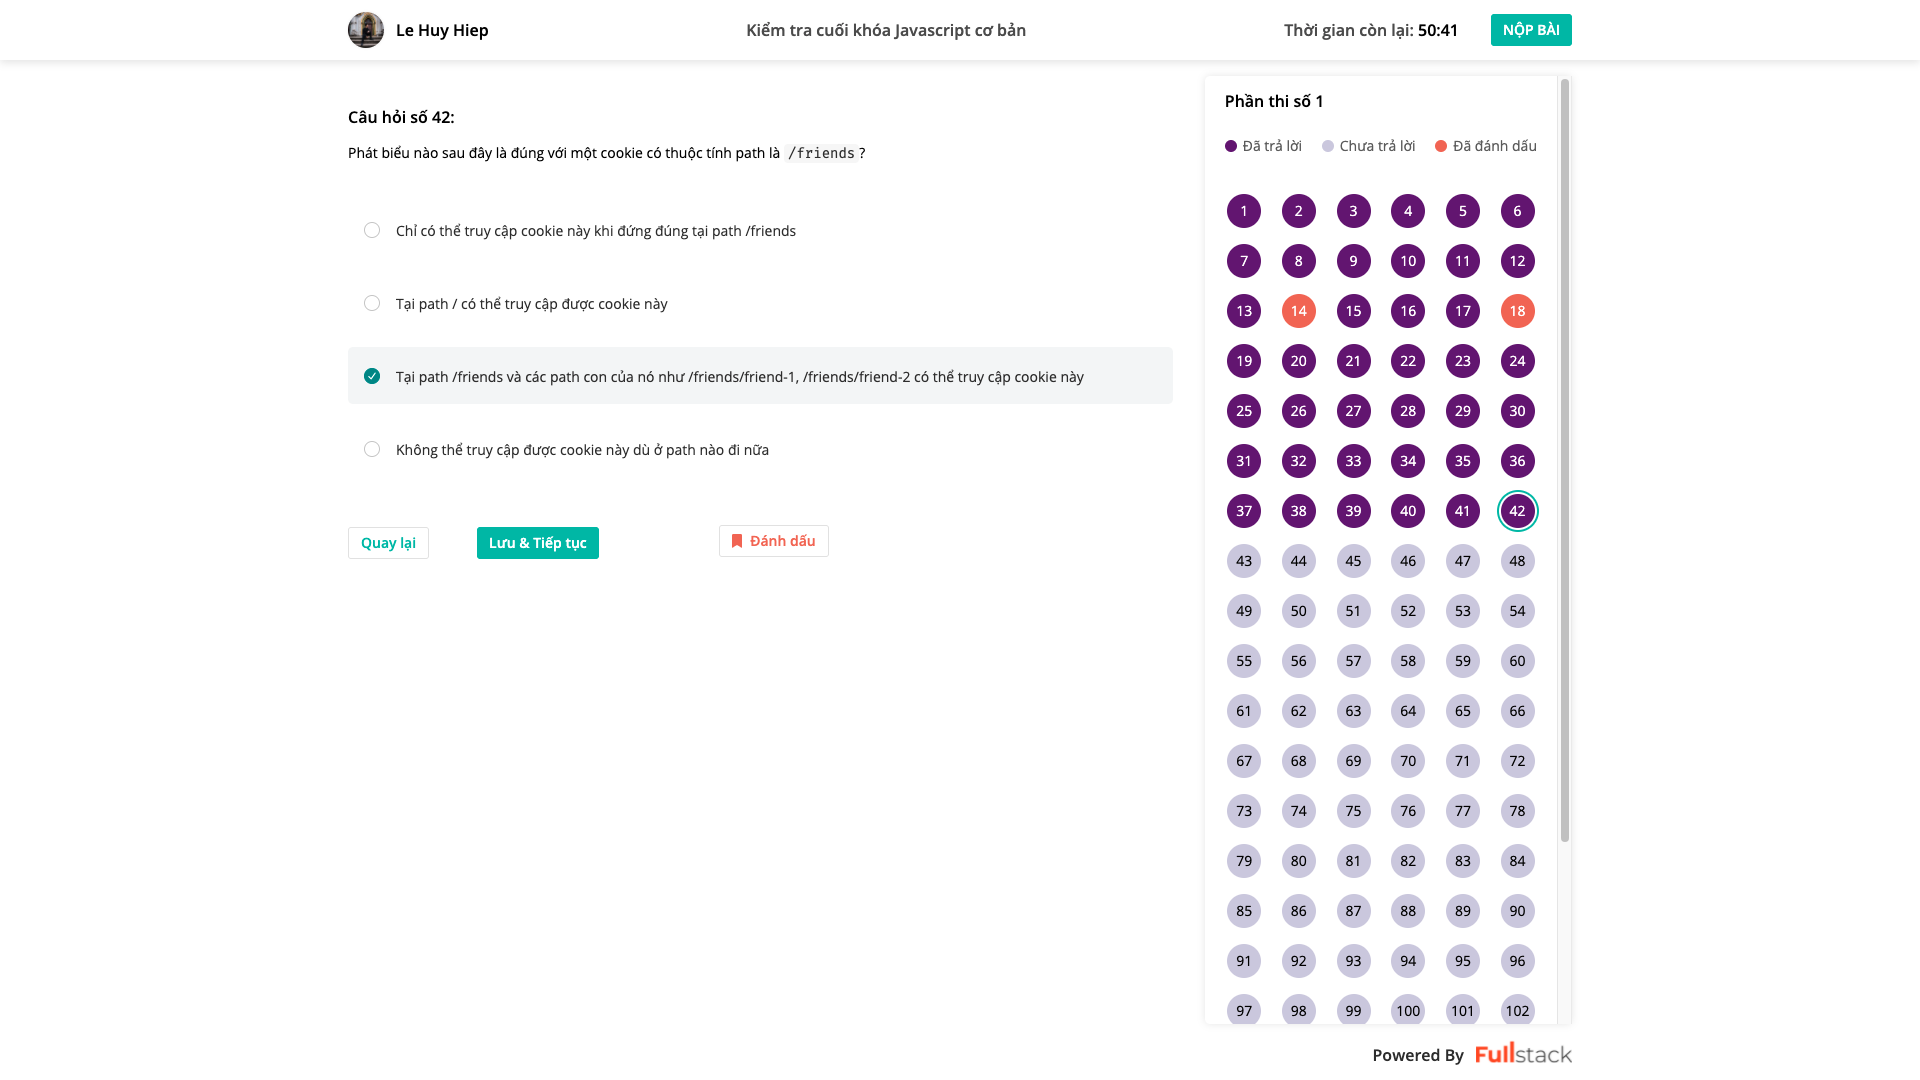 Le Huy Hiep
Kiểm tra cuối khóa Javascript cơ bản
Thời gian còn lại: 50:41
NỘP BÀI
Câu hỏi số 42:
Phát biểu nào sau đây là đúng với một cookie có thuộc tính path là /friends ?
Chỉ có thể truy cập cookie này khi đứng đúng tại path /friends
Tại path / có thể truy cập được cookie này
Tại path /friends và các path con của nó như /friends/friend-1, /friends/friend-2 có thể truy cập cookie này
Không thể truy cập được cookie này dù ở path nào đi nữa
Quay lại
Lưu & Tiếp tục
Đánh dấu
Phần thi số 1
Đã trả lời Chưa trả lời Đã đánh dấu
1 2 3 4 5 6
7 8 9 10 11 12
13 14 15 16 17 18
19 20 21 22 23 24
25 26 27 28 29 30
31 32 33 34 35 36
37 38 39 40 41 42
43 44 45 46 47 48
49 50 51 52 53 54
55 56 57 58 59 60
61 62 63 64 65 66
67 68 69 70 71 72
73 74 75 76 77 78
79 80 81 82 83 84
85 86 87 88 89 90
91 92 93 94 95 96
97 98 99 100 101 102
Powered By Fullstack